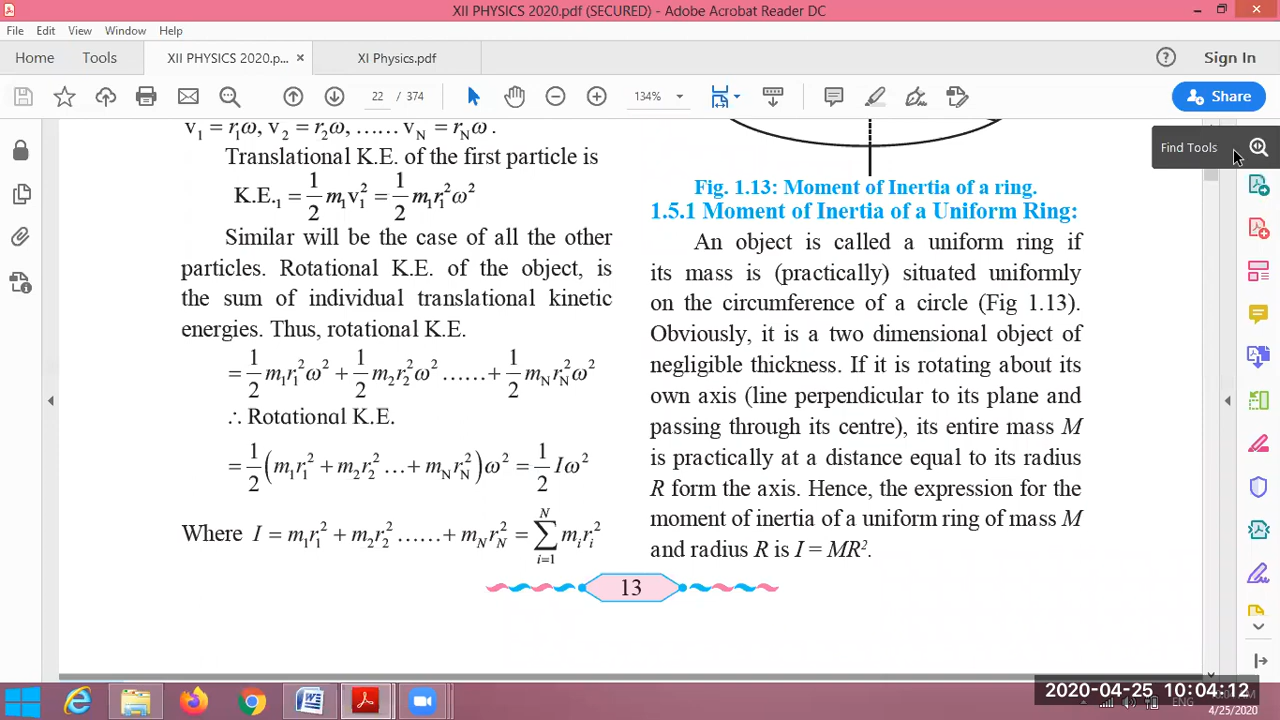 XII PHYSICS 2020.pdf (SECURED) - Adobe Acrobat Reader DC
File Edit View Window Help
Home Tools XII PHYSICS 2020.p... × XI Physics.pdf ? Sign In
22 / 374 134% Share
Find Tools
v₁ = r₁ω, v₂ = r₂ω, …… v_N = r_Nω .
Translational K.E. of the first particle is
K.E.₁ = 1/2 m₁v₁² = 1/2 m₁r₁²ω²
Similar will be the case of all the other
particles. Rotational K.E. of the object, is
the sum of individual translational kinetic
energies. Thus, rotational K.E.
= 1/2 m₁r₁²ω² + 1/2 m₂r₂²ω² ……+ 1/2 m_N r_N²ω²
∴ Rotational K.E.
= 1/2 (m₁r₁² + m₂r₂² …+ m_N r_N²)ω² = 1/2 Iω²
Where I = m₁r₁² + m₂r₂² ……+ m_N r_N² = ∑_{i=1}^{N} m_i r_i²
Fig. 1.13: Moment of Inertia of a ring.
1.5.1 Moment of Inertia of a Uniform Ring:
An object is called a uniform ring if
its mass is (practically) situated uniformly
on the circumference of a circle (Fig 1.13).
Obviously, it is a two dimensional object of
negligible thickness. If it is rotating about its
own axis (line perpendicular to its plane and
passing through its centre), its entire mass M
is practically at a distance equal to its radius
R form the axis. Hence, the expression for the
moment of inertia of a uniform ring of mass M
and radius R is I = MR².
13
2020-04-25 10:04:12
ENG
4/25/2020